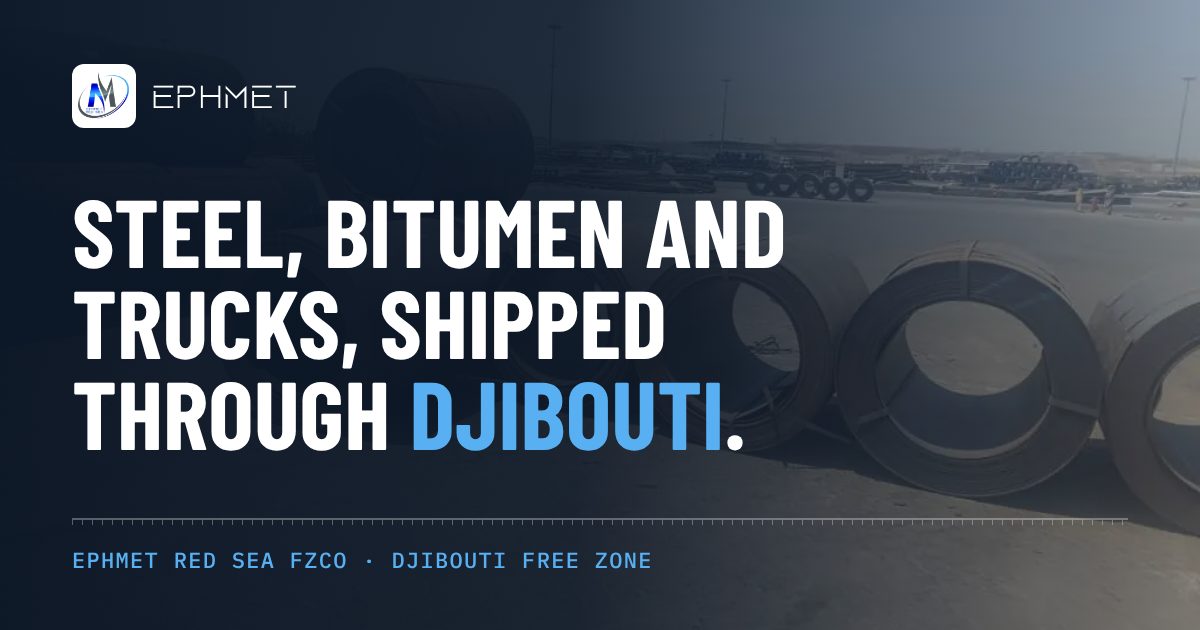 EPHMET
STEEL, BITUMEN AND
TRUCKS, SHIPPED
THROUGH DJIBOUTI.
EPHMET RED SEA FZCO · DJIBOUTI FREE ZONE